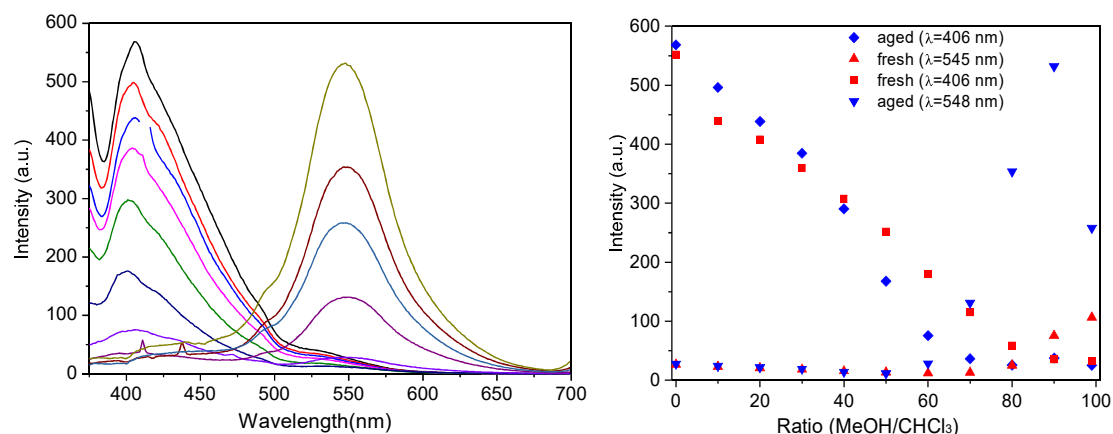 600
500
400
300
200
100
0
400 450 500 550 600 650 700
Intensity (a.u.)
Wavelength(nm)
600
500
400
300
200
100
0
0 20 40 60 80 100
Intensity (a.u.)
Ratio (MeOH/CHCl₃)
aged (λ=406 nm)
fresh (λ=545 nm)
fresh (λ=406 nm)
aged (λ=548 nm)